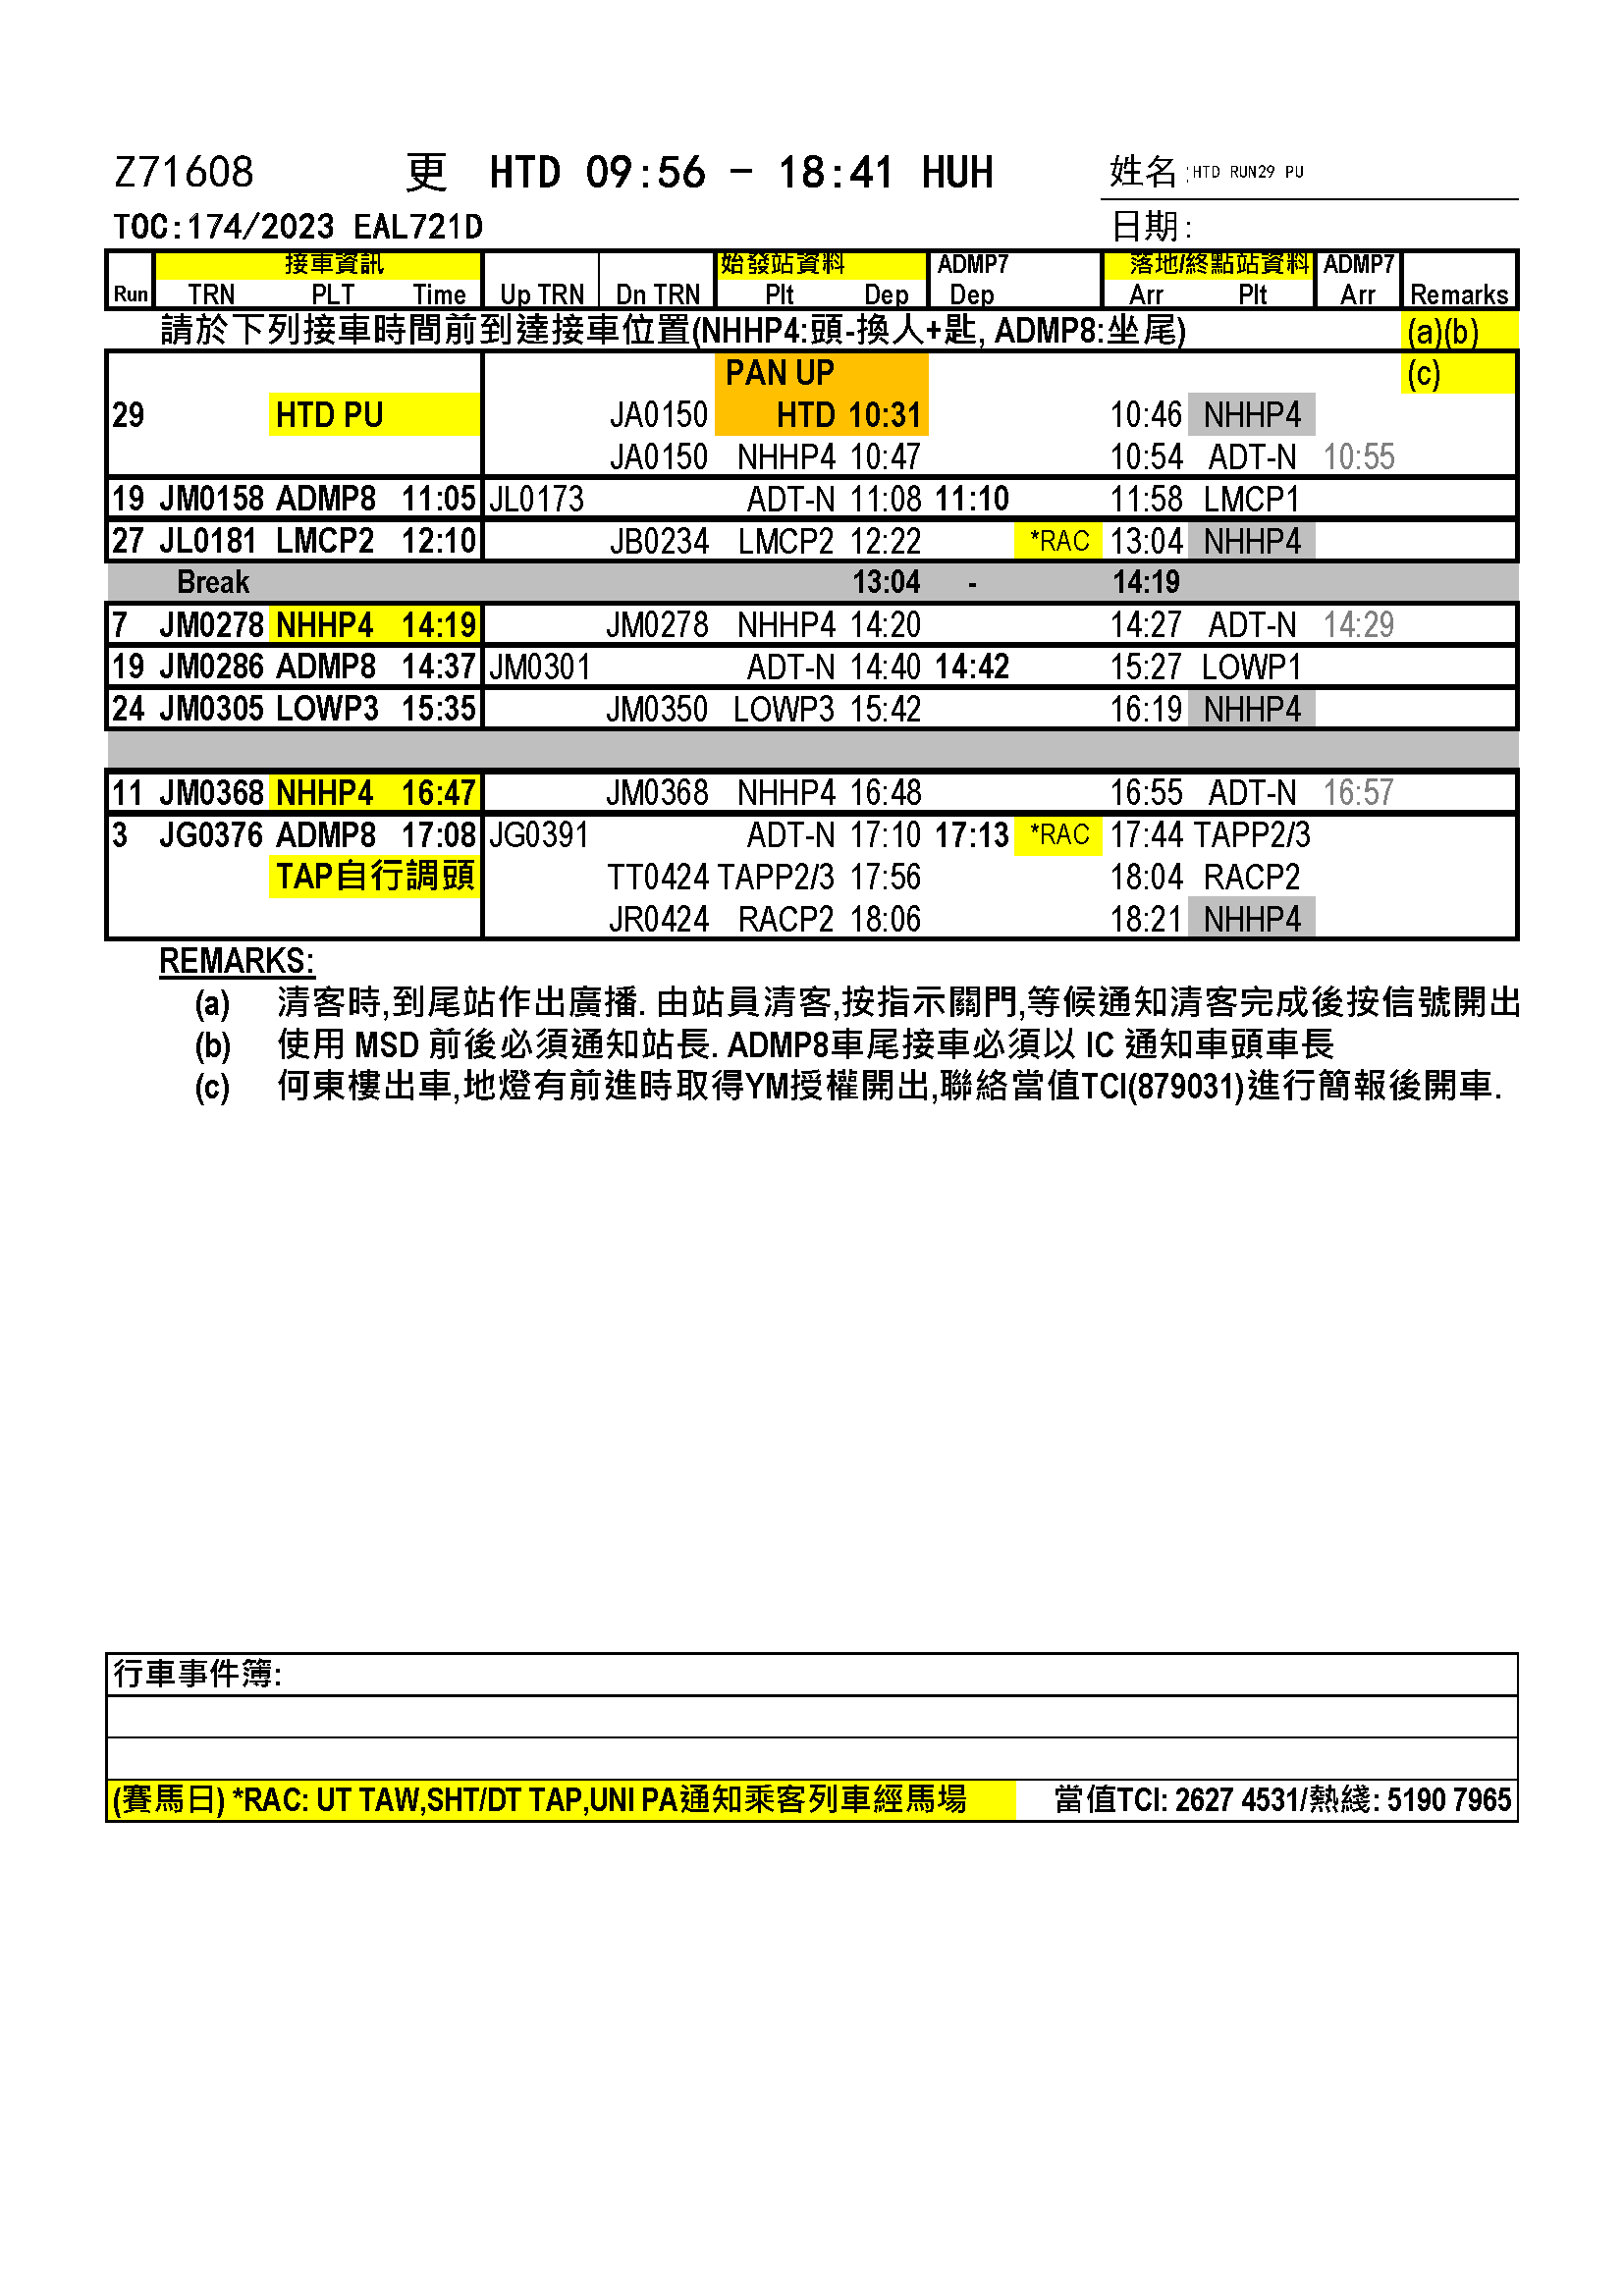 Z71608 更 HTD 09:56 - 18:41 HUH 姓名:HTD RUN29 PU
TOC:174/2023 EAL721D 日期:
接車資訊 始發站資料 ADMP7 落地/終點站資料 ADMP7
Run TRN PLT Time Up TRN Dn TRN Plt Dep Dep Arr Plt Arr Remarks
請於下列接車時間前到達接車位置(NHHP4:頭-換人+匙, ADMP8:坐尾) (a)(b)
PAN UP (c)
29 HTD PU JA0150 HTD 10:31 10:46 NHHP4
JA0150 NHHP4 10:47 10:54 ADT-N 10:55
19 JM0158 ADMP8 11:05 JL0173 ADT-N 11:08 11:10 11:58 LMCP1
27 JL0181 LMCP2 12:10 JB0234 LMCP2 12:22 *RAC 13:04 NHHP4
Break 13:04 - 14:19
7 JM0278 NHHP4 14:19 JM0278 NHHP4 14:20 14:27 ADT-N 14:29
19 JM0286 ADMP8 14:37 JM0301 ADT-N 14:40 14:42 15:27 LOWP1
24 JM0305 LOWP3 15:35 JM0350 LOWP3 15:42 16:19 NHHP4
11 JM0368 NHHP4 16:47 JM0368 NHHP4 16:48 16:55 ADT-N 16:57
3 JG0376 ADMP8 17:08 JG0391 ADT-N 17:10 17:13 *RAC 17:44 TAPP2/3
TAP自行調頭 TT0424 TAPP2/3 17:56 18:04 RACP2
JR0424 RACP2 18:06 18:21 NHHP4
REMARKS:
(a) 清客時,到尾站作出廣播. 由站員清客,按指示關門,等候通知清客完成後按信號開出
(b) 使用 MSD 前後必須通知站長. ADMP8車尾接車必須以 IC 通知車頭車長
(c) 何東樓出車,地燈有前進時取得YM授權開出,聯絡當值TCI(879031)進行簡報後開車.
行車事件簿:
(賽馬日) *RAC: UT TAW,SHT/DT TAP,UNI PA通知乘客列車經馬場 當值TCI: 2627 4531/熱綫: 5190 7965